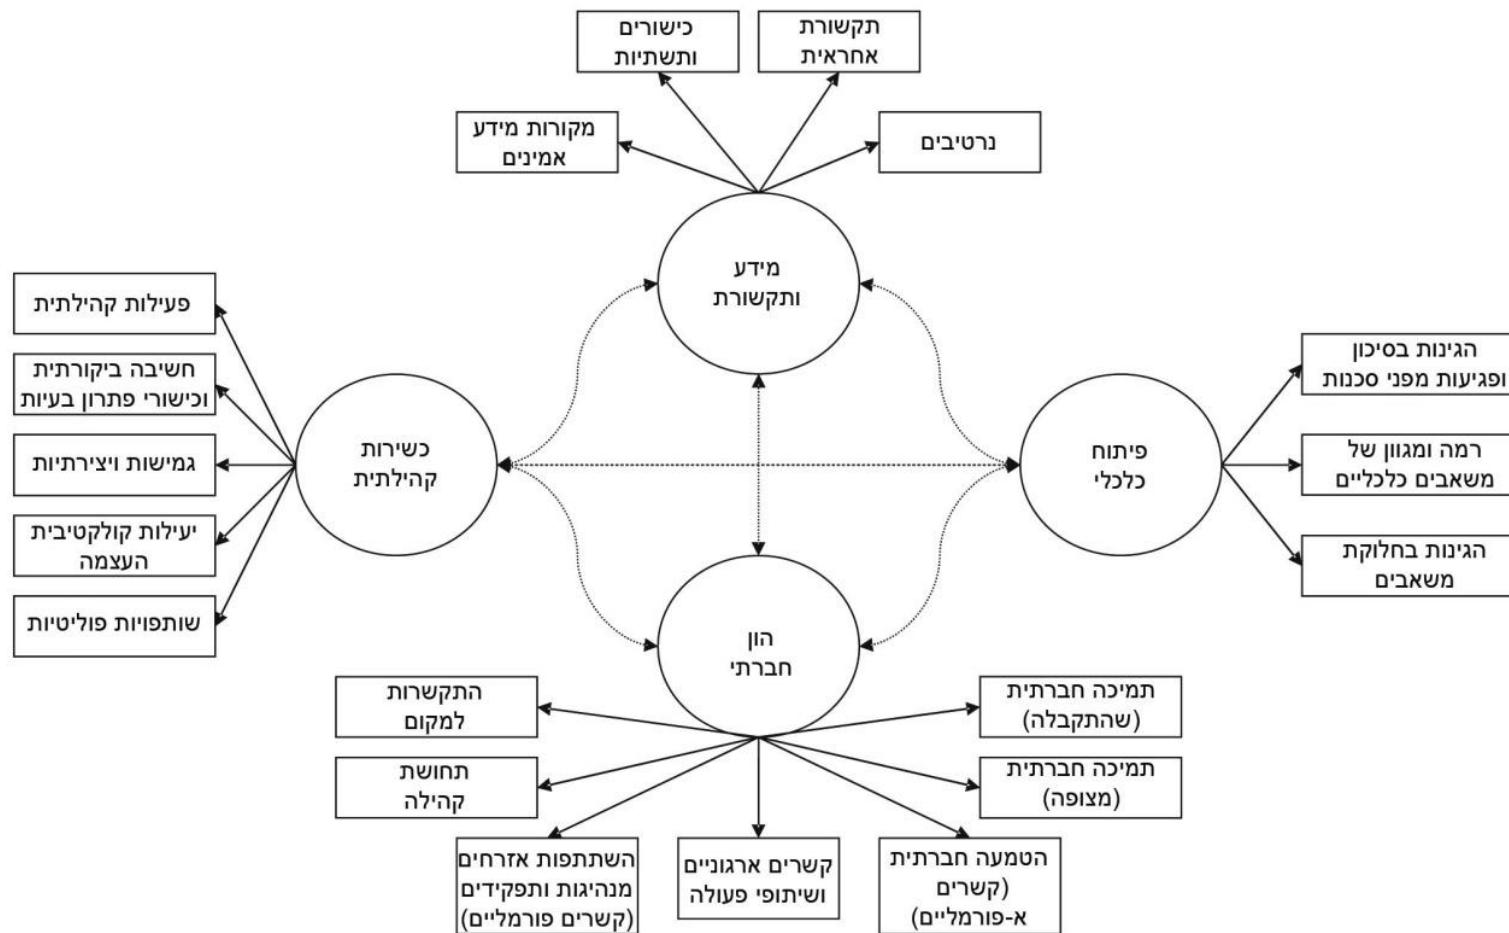 כישורים
ותשתיות
תקשורת
אחראית
מקורות מידע
אמינים
נרטיבים
מידע
ותקשורת
פעילות קהילתית
חשיבה ביקורתית
וכישורי פתרון בעיות
גמישות ויצירתיות
יעילות קולקטיבית
העצמה
שותפויות פוליטיות
כשירות
קהילתית
פיתוח
כלכלי
הגינות בסיכון
ופגיעות מפני סכנות
רמה ומגוון של
משאבים כלכליים
הגינות בחלוקת
משאבים
הון
חברתי
התקשרות
למקום
תחושת
קהילה
השתתפות אזרחים
מנהיגות ותפקידים
(קשרים פורמליים)
קשרים ארגוניים
ושיתופי פעולה
הטמעה חברתית
(קשרים
א-פורמליים)
תמיכה חברתית
(מצופה)
תמיכה חברתית
(שהתקבלה)